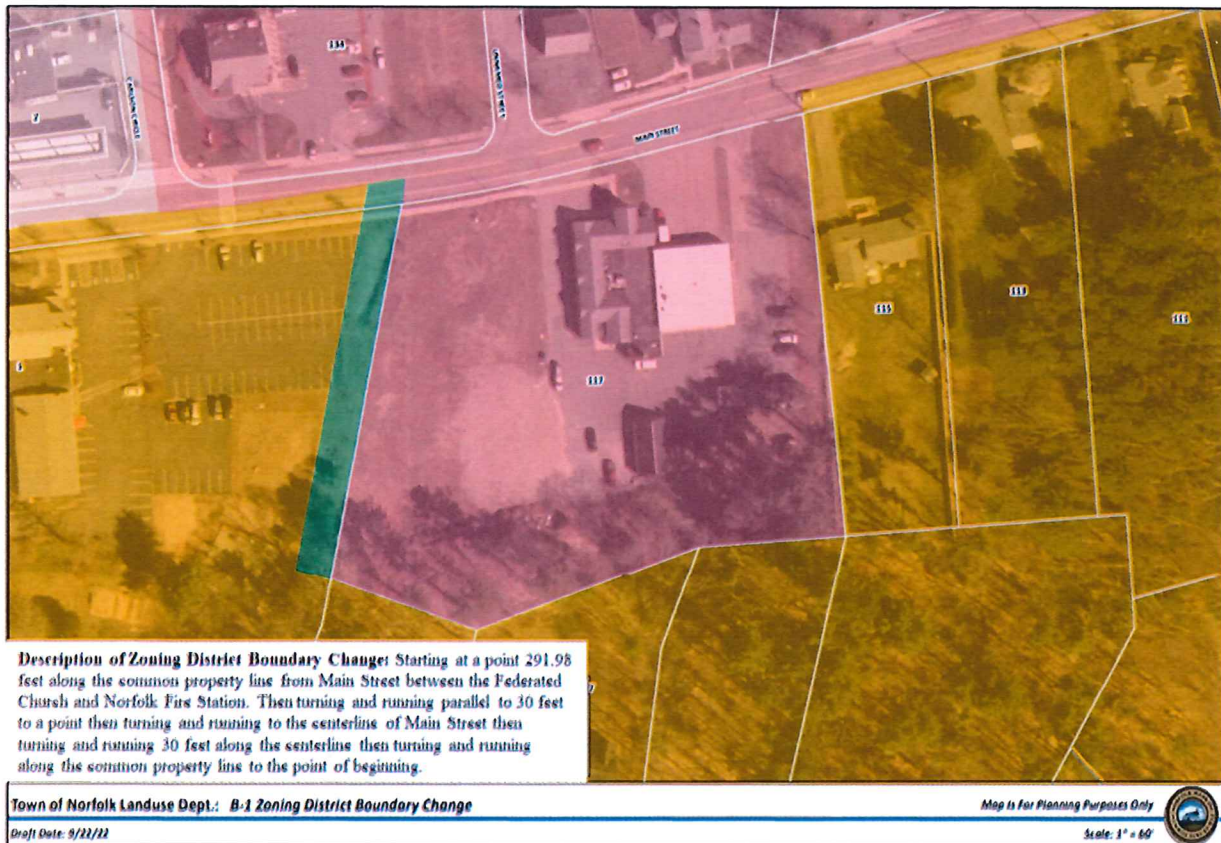 134
7
MAIN STREET
115
113
111
117
Description of Zoning District Boundary Change: Starting at a point 291.98
feet along the common property line from Main Street between the Federated
Church and Norfolk Fire Station. Then turning and running parallel to 30 feet
to a point then turning and running to the centerline of Main Street then
turning and running 30 feet along the centerline then turning and running
along the common property line to the point of beginning.
Town of Norfolk Landuse Dept.: B-1 Zoning District Boundary Change
Map is For Planning Purposes Only
Draft Date: 9/22/22
Scale: 1" = 60'